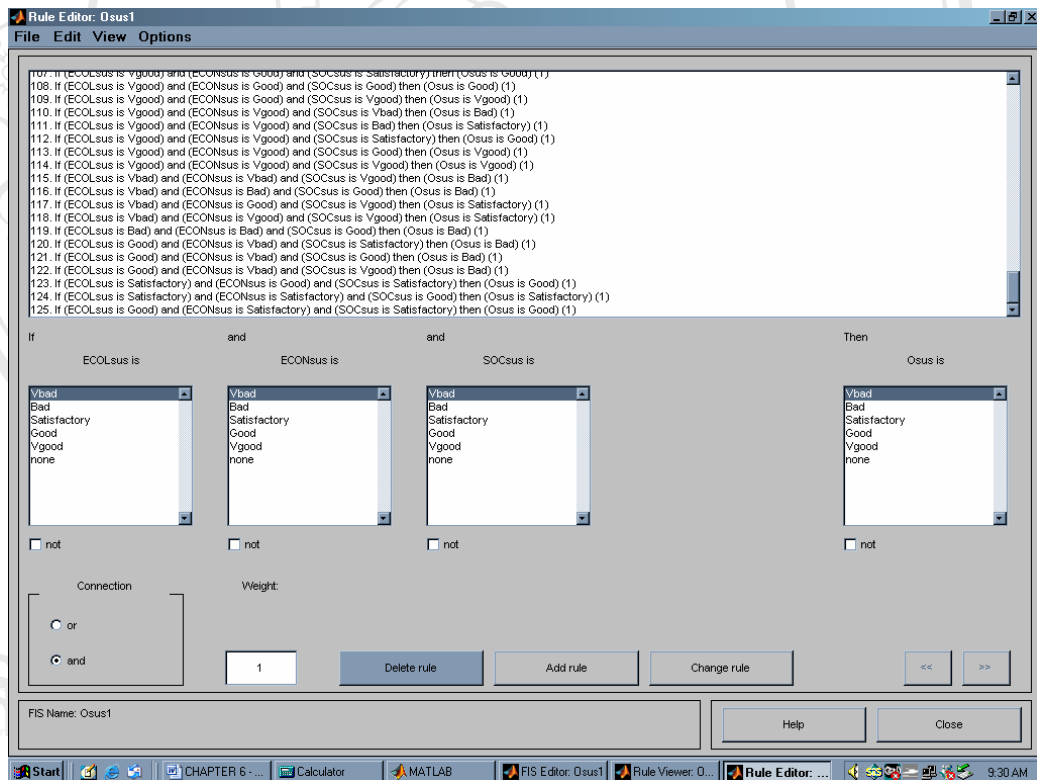 Rule Editor: Osus1
File Edit View Options
107. If (ECOLsus is Vgood) and (ECONsus is Good) and (SOCsus is Satisfactory) then (Osus is Good) (1)
108. If (ECOLsus is Vgood) and (ECONsus is Good) and (SOCsus is Good) then (Osus is Good) (1)
109. If (ECOLsus is Vgood) and (ECONsus is Good) and (SOCsus is Vgood) then (Osus is Vgood) (1)
110. If (ECOLsus is Vgood) and (ECONsus is Vgood) and (SOCsus is Vbad) then (Osus is Bad) (1)
111. If (ECOLsus is Vgood) and (ECONsus is Vgood) and (SOCsus is Bad) then (Osus is Satisfactory) (1)
112. If (ECOLsus is Vgood) and (ECONsus is Vgood) and (SOCsus is Satisfactory) then (Osus is Good) (1)
113. If (ECOLsus is Vgood) and (ECONsus is Vgood) and (SOCsus is Good) then (Osus is Vgood) (1)
114. If (ECOLsus is Vgood) and (ECONsus is Vgood) and (SOCsus is Vgood) then (Osus is Vgood) (1)
115. If (ECOLsus is Vbad) and (ECONsus is Vbad) and (SOCsus is Vgood) then (Osus is Bad) (1)
116. If (ECOLsus is Vbad) and (ECONsus is Bad) and (SOCsus is Good) then (Osus is Bad) (1)
117. If (ECOLsus is Vbad) and (ECONsus is Good) and (SOCsus is Vgood) then (Osus is Satisfactory) (1)
118. If (ECOLsus is Vbad) and (ECONsus is Vgood) and (SOCsus is Vgood) then (Osus is Satisfactory) (1)
119. If (ECOLsus is Bad) and (ECONsus is Bad) and (SOCsus is Good) then (Osus is Bad) (1)
120. If (ECOLsus is Good) and (ECONsus is Vbad) and (SOCsus is Satisfactory) then (Osus is Bad) (1)
121. If (ECOLsus is Good) and (ECONsus is Vbad) and (SOCsus is Good) then (Osus is Bad) (1)
122. If (ECOLsus is Good) and (ECONsus is Vbad) and (SOCsus is Vgood) then (Osus is Bad) (1)
123. If (ECOLsus is Satisfactory) and (ECONsus is Good) and (SOCsus is Good) then (Osus is Good) (1)
124. If (ECOLsus is Satisfactory) and (ECONsus is Satisfactory) and (SOCsus is Good) then (Osus is Satisfactory) (1)
125. If (ECOLsus is Good) and (ECONsus is Satisfactory) and (SOCsus is Satisfactory) then (Osus is Good) (1)
If and and Then
ECOLsus is ECONsus is SOCsus is Osus is
Vbad Vbad Vbad Vbad
Bad Bad Bad Bad
Satisfactory Satisfactory Satisfactory Satisfactory
Good Good Good Good
Vgood Vgood Vgood Vgood
none none none none
not not not not
Connection Weight:
or
and 1 Delete rule Add rule Change rule << >>
FIS Name: Osus1 Help Close
Start CHAPTER 6 - ... Calculator MATLAB FIS Editor: Osus1 Rule Viewer: O... Rule Editor: ... 9:30 AM